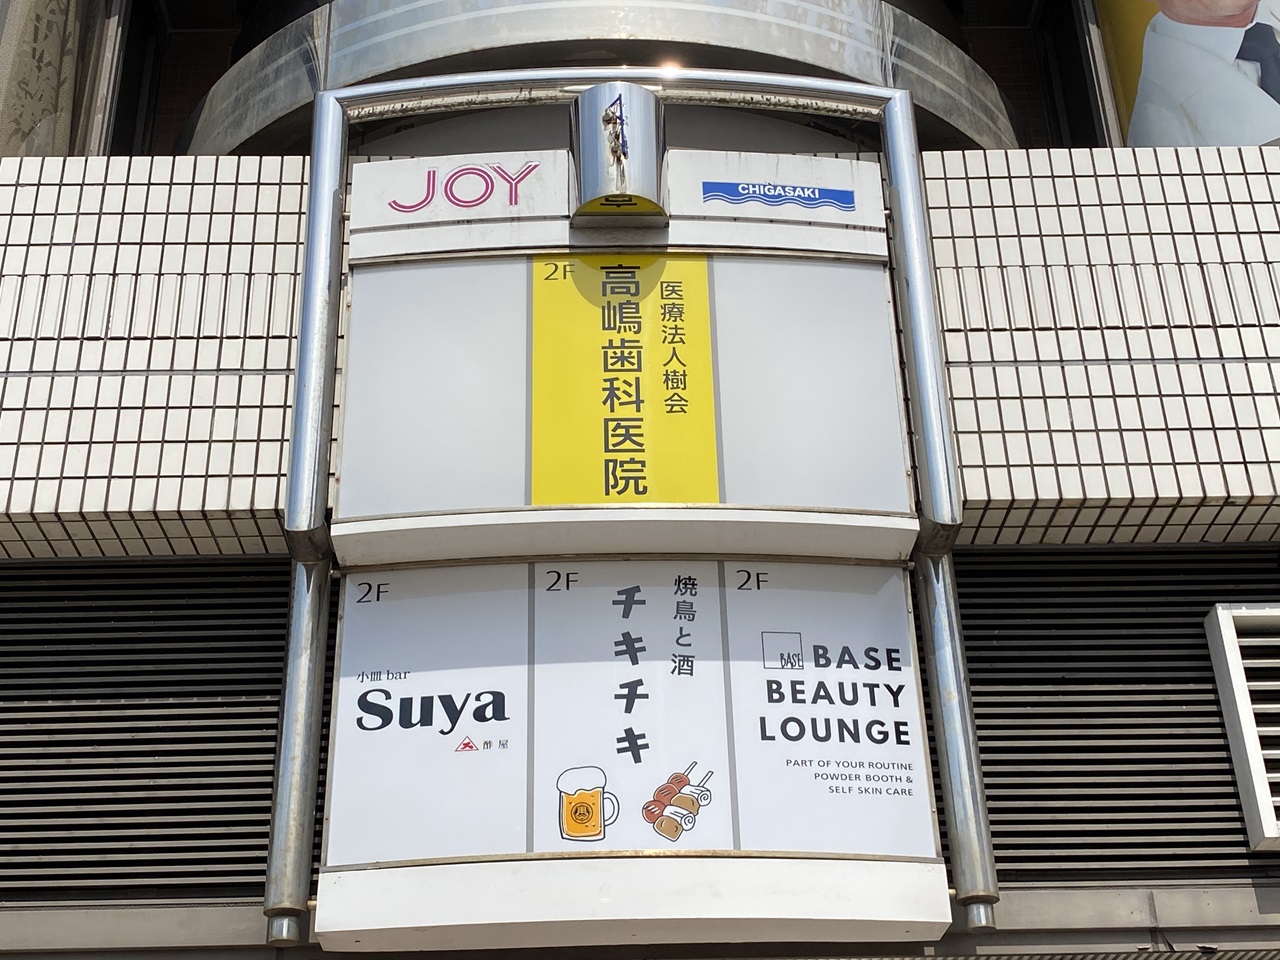 JOY
CHIGASAKI
2F
医療法人樹会
高嶋歯科医院
2F
小皿 bar
Suya
酢屋
2F
焼鳥と酒
チキチキ
2F
BASE
BASE
BEAUTY
LOUNGE
PART OF YOUR ROUTINE
POWDER BOOTH &
SELF SKIN CARE